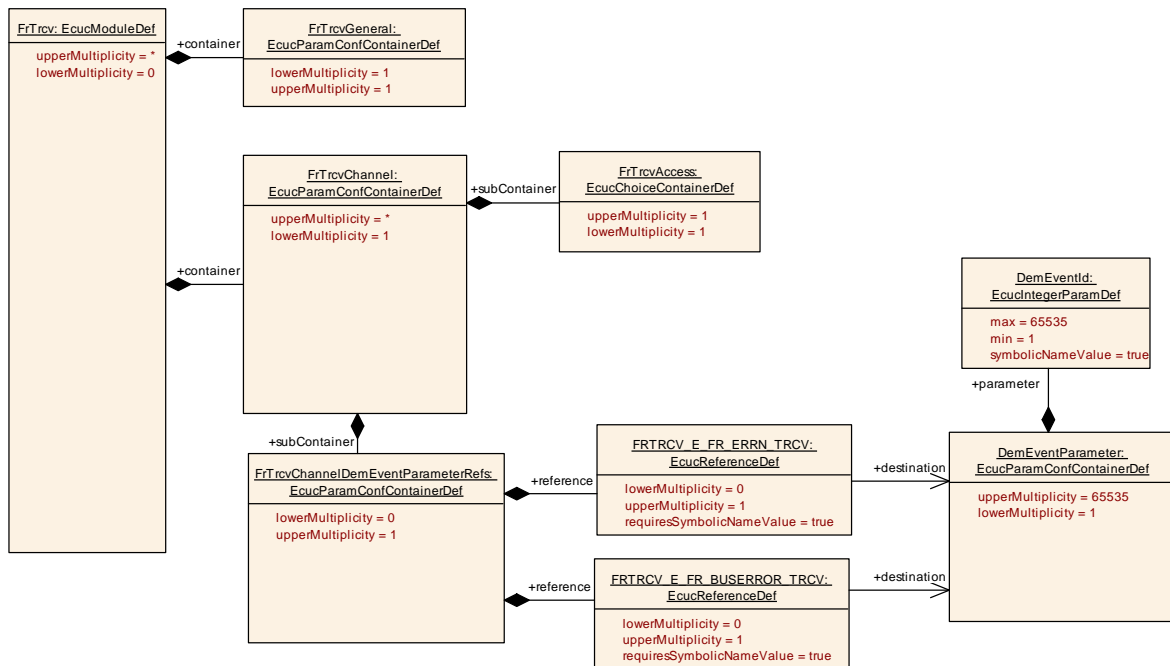 FrTrcv: EcucModuleDef
upperMultiplicity = *
lowerMultiplicity = 0
+container
FrTrcvGeneral:
EcucParamConfContainerDef
lowerMultiplicity = 1
upperMultiplicity = 1
+container
FrTrcvChannel:
EcucParamConfContainerDef
upperMultiplicity = *
lowerMultiplicity = 1
+subContainer
FrTrcvAccess:
EcucChoiceContainerDef
upperMultiplicity = 1
lowerMultiplicity = 1
DemEventId:
EcucIntegerParamDef
max = 65535
min = 1
symbolicNameValue = true
+parameter
+subContainer
FrTrcvChannelDemEventParameterRefs:
EcucParamConfContainerDef
lowerMultiplicity = 0
upperMultiplicity = 1
+reference
FRTRCV_E_FR_ERRN_TRCV:
EcucReferenceDef
lowerMultiplicity = 0
upperMultiplicity = 1
requiresSymbolicNameValue = true
+destination
DemEventParameter:
EcucParamConfContainerDef
upperMultiplicity = 65535
lowerMultiplicity = 1
+reference
FRTRCV_E_FR_BUSERROR_TRCV:
EcucReferenceDef
lowerMultiplicity = 0
upperMultiplicity = 1
requiresSymbolicNameValue = true
+destination